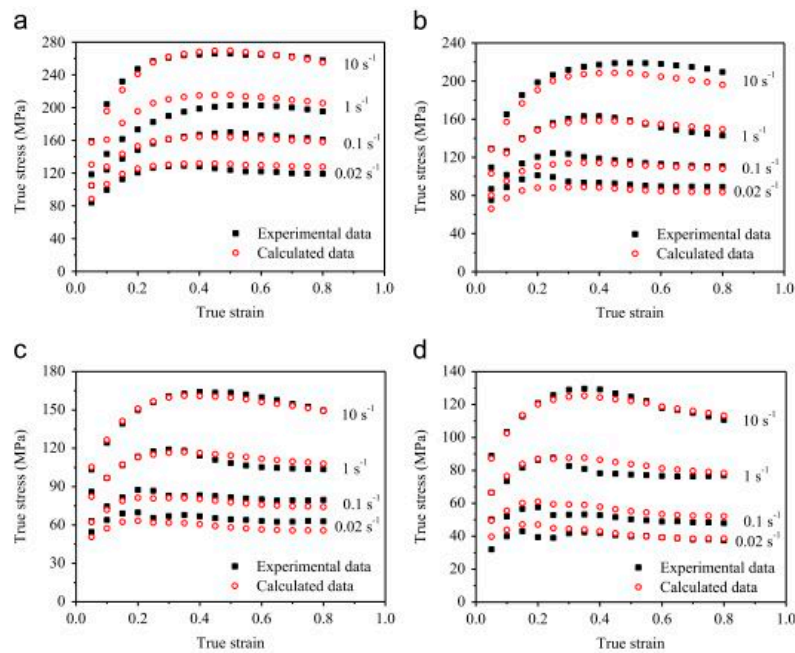 a
280
240
200
160
120
80
40
0
True stress (MPa)
10 s⁻¹
1 s⁻¹
0.1 s⁻¹
0.02 s⁻¹
Experimental data
Calculated data
0.0 0.2 0.4 0.6 0.8 1.0
True strain
b
240
200
160
120
80
40
0
True stress (MPa)
10 s⁻¹
1 s⁻¹
0.1 s⁻¹
0.02 s⁻¹
Experimental data
Calculated data
0.0 0.2 0.4 0.6 0.8 1.0
True strain
c
180
150
120
90
60
30
0
True stress (MPa)
10 s⁻¹
1 s⁻¹
0.1 s⁻¹
0.02 s⁻¹
Experimental data
Calculated data
0.0 0.2 0.4 0.6 0.8 1.0
True strain
d
140
120
100
80
60
40
20
0
True stress (MPa)
10 s⁻¹
1 s⁻¹
0.1 s⁻¹
0.02 s⁻¹
Experimental data
Calculated data
0.0 0.2 0.4 0.6 0.8 1.0
True strain